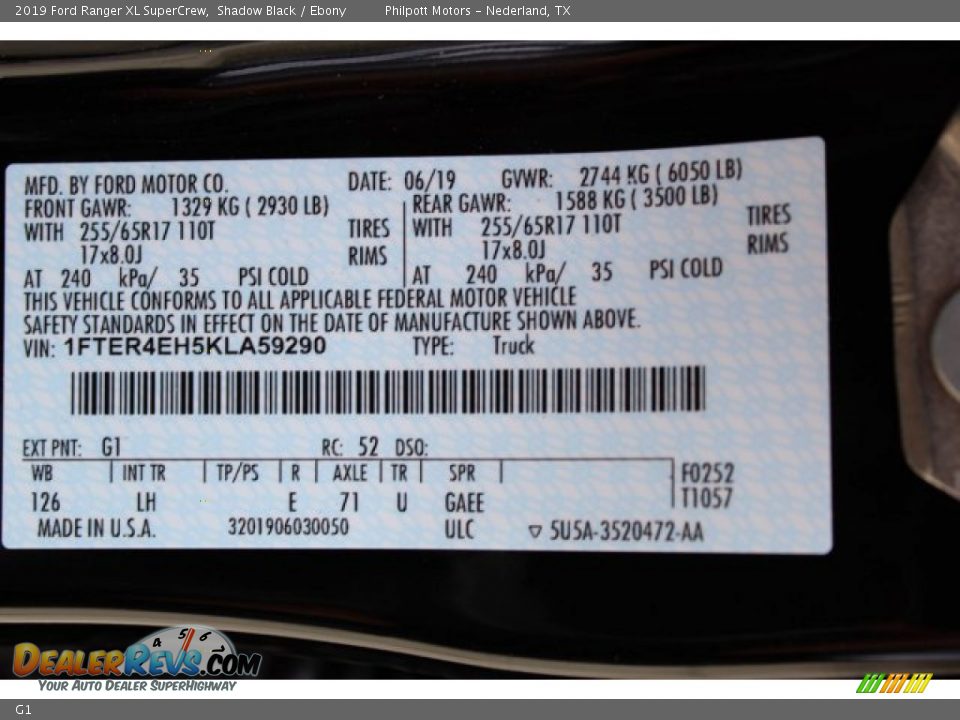 2019 Ford Ranger XL SuperCrew, Shadow Black / Ebony Philpott Motors - Nederland, TX
MFD. BY FORD MOTOR CO. DATE: 06/19 GVWR: 2744 KG ( 6050 LB)
FRONT GAWR: 1329 KG ( 2930 LB) REAR GAWR: 1588 KG ( 3500 LB)
WITH 255/65R17 110T TIRES WITH 255/65R17 110T TIRES
17x8.0J RIMS 17x8.0J RIMS
AT 240 kPa/ 35 PSI COLD AT 240 kPa/ 35 PSI COLD
THIS VEHICLE CONFORMS TO ALL APPLICABLE FEDERAL MOTOR VEHICLE
SAFETY STANDARDS IN EFFECT ON THE DATE OF MANUFACTURE SHOWN ABOVE.
VIN: 1FTER4EH5KLA59290 TYPE: Truck
EXT PNT: G1 RC: 52 DSO:
WB INT TR TP/PS R AXLE TR SPR F0252
126 LH E 71 U GAEE T1057
MADE IN U.S.A. 3201906030050 ULC ▽ 5U5A-3520472-AA
4 5 6
DEALERREVS.COM
YOUR AUTO DEALER SUPERHIGHWAY
G1